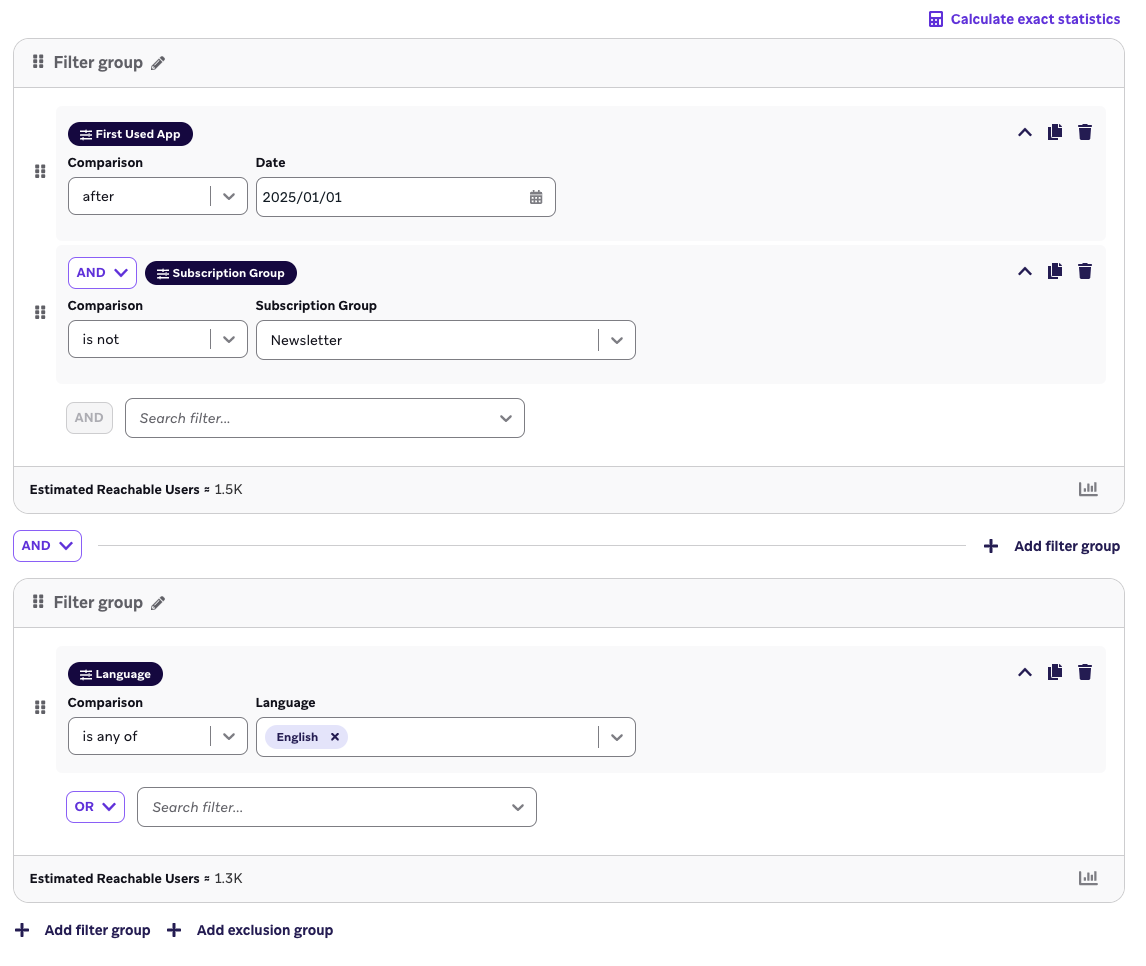 Calculate exact statistics
Filter group
First Used App
Comparison Date
after 2025/01/01
AND Subscription Group
Comparison Subscription Group
is not Newsletter
AND Search filter...
Estimated Reachable Users ≈ 1.5K
AND Add filter group
Filter group
Language
Comparison Language
is any of English
OR Search filter...
Estimated Reachable Users ≈ 1.3K
Add filter group Add exclusion group